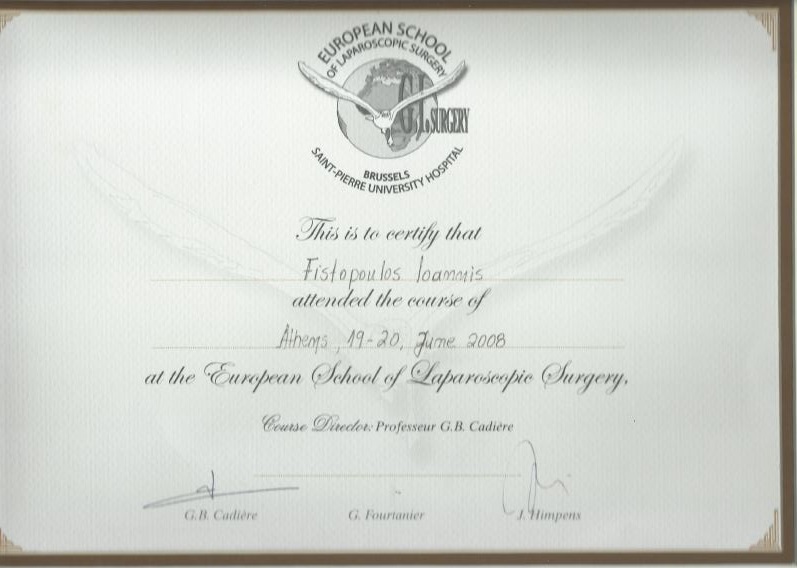 EUROPEAN SCHOOL
OF LAPAROSCOPIC SURGERY
G.I. SURGERY
BRUSSELS
SAINT-PIERRE UNIVERSITY HOSPITAL
This is to certify that
Fistopoulos Ioannis
attended the course of
Athens, 19-20, June 2008
at the European School of Laparoscopic Surgery,
Course Director: Professeur G.B. Cadière
G.B. Cadière G. Fourtanier J. Himpens